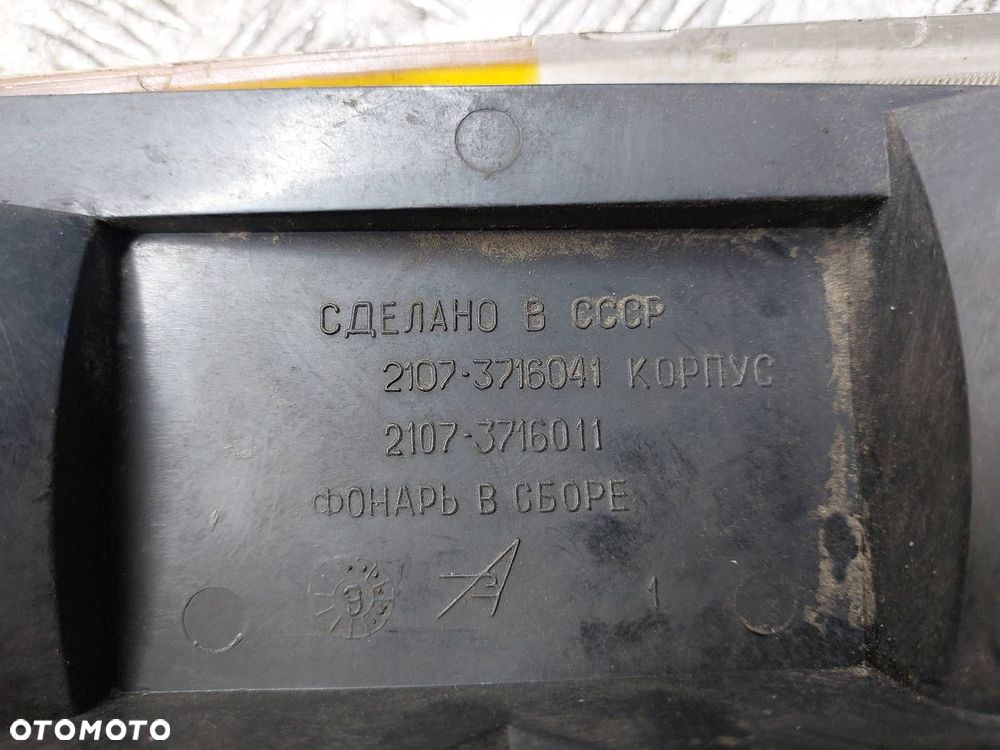 СДЕЛАНО В СССР
2107-3716041 КОРПУС
2107-3716011
ФОНАРЬ В СБОРЕ
1
OTOMOTO